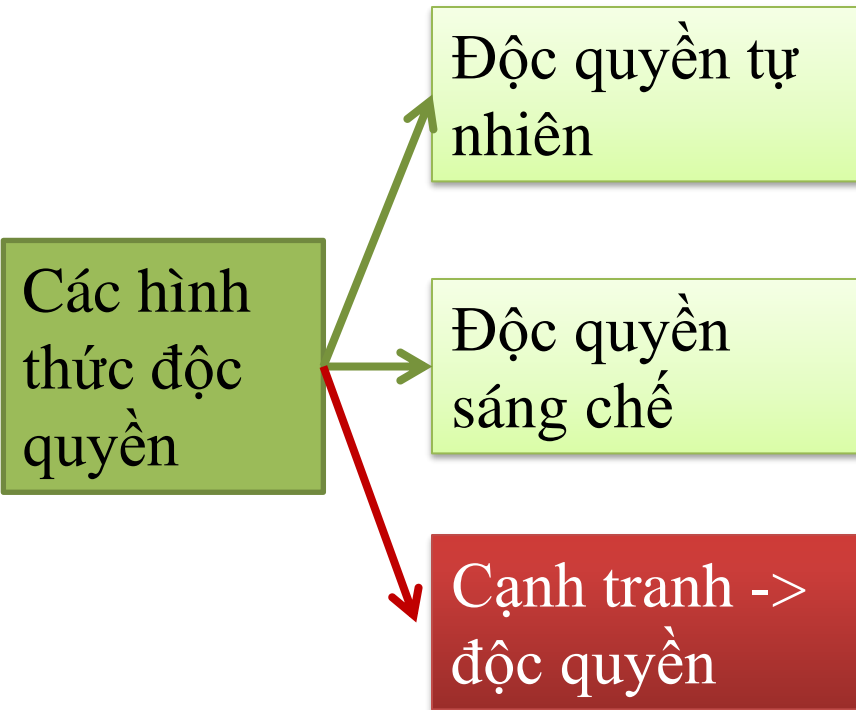 Độc quyền tự
nhiên
Các hình
thức độc
quyền
Độc quyền
sáng chế
Cạnh tranh ->
độc quyền